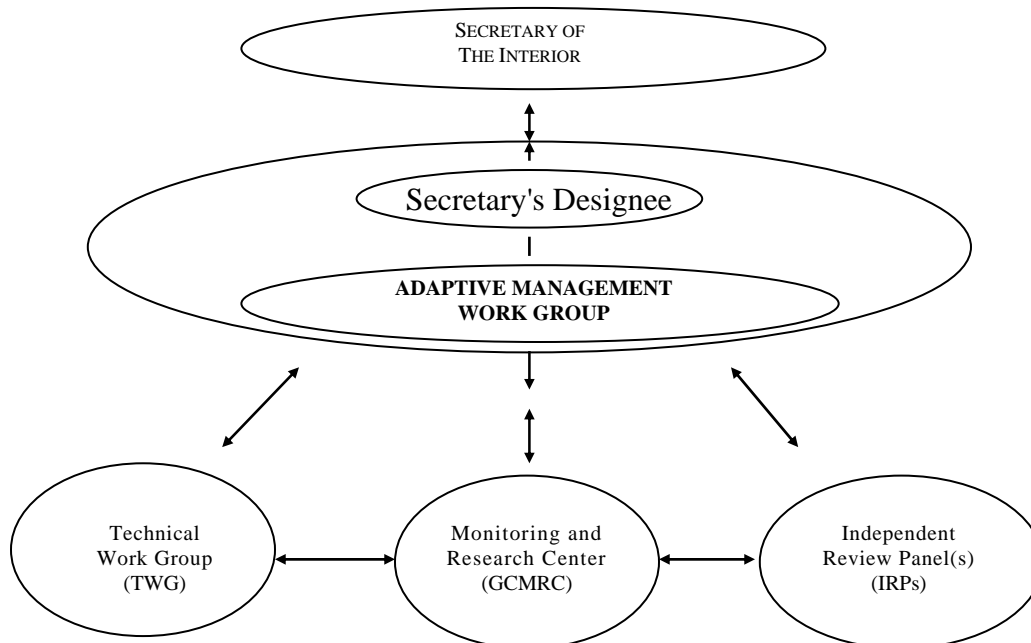 SECRETARY OF
THE INTERIOR
Secretary's Designee
ADAPTIVE MANAGEMENT
WORK GROUP
Technical
Work Group
(TWG)
Monitoring and
Research Center
(GCMRC)
Independent
Review Panel(s)
(IRPs)